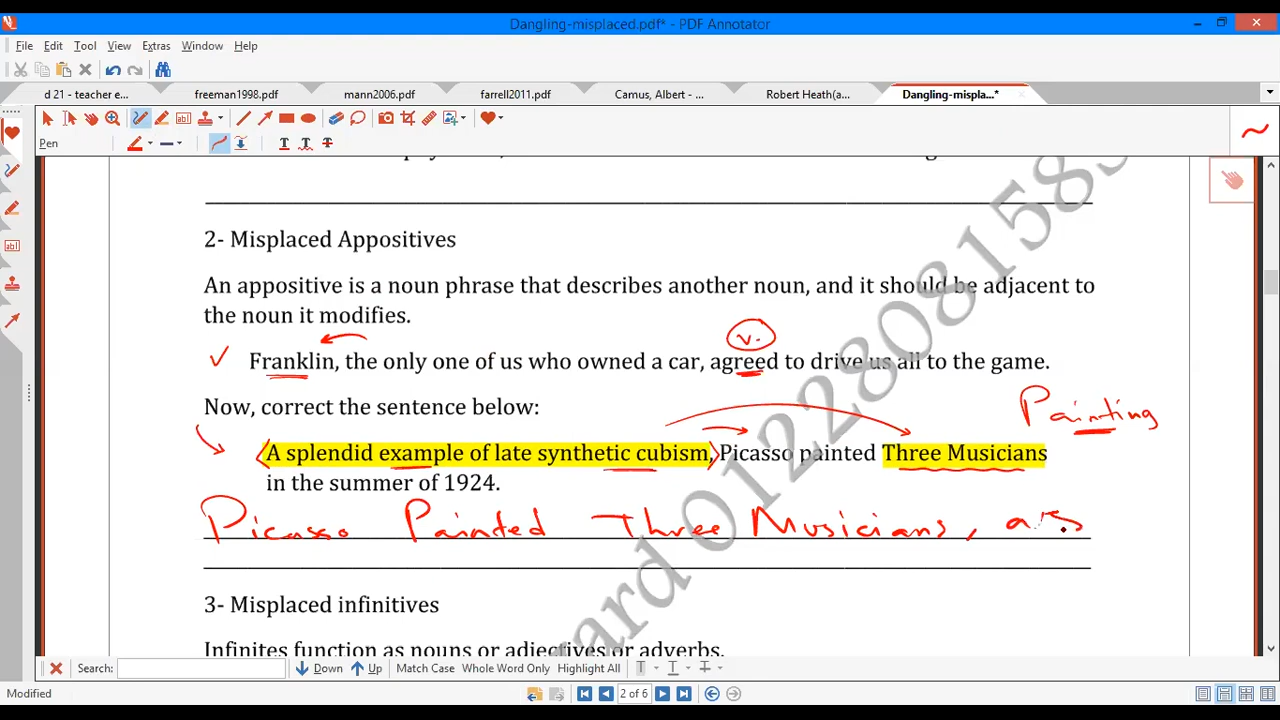 Dangling-misplaced.pdf* - PDF Annotator
File Edit Tool View Extras Window Help
d 21 - teacher e... freeman1998.pdf mann2006.pdf farrell2011.pdf Camus, Albert - ... Robert Heath(a... Dangling-mispla...*
Pen
2- Misplaced Appositives
An appositive is a noun phrase that describes another noun, and it should be adjacent to
the noun it modifies.
v.
Franklin, the only one of us who owned a car, agreed to drive us all to the game.
Now, correct the sentence below:
Painting
A splendid example of late synthetic cubism, Picasso painted Three Musicians
in the summer of 1924.
Picasso Painted Three Musicians, a
3- Misplaced infinitives
Infinites function as nouns or adjectives or adverbs.
ard 0122808158
Search: Down Up Match Case Whole Word Only Highlight All
Modified 2 of 6